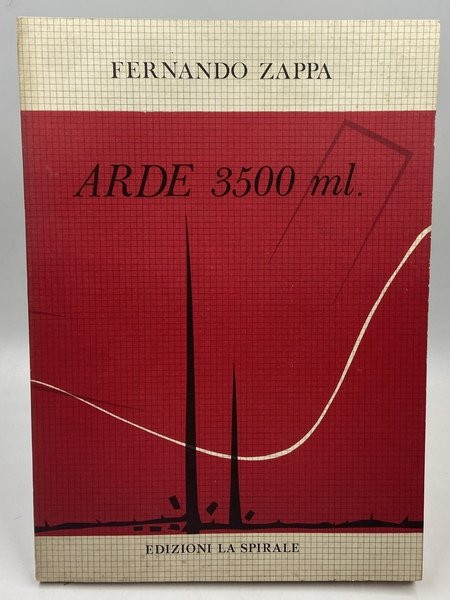 FERNANDO ZAPPA
ARDE 3500 ml.
EDIZIONI LA SPIRALE